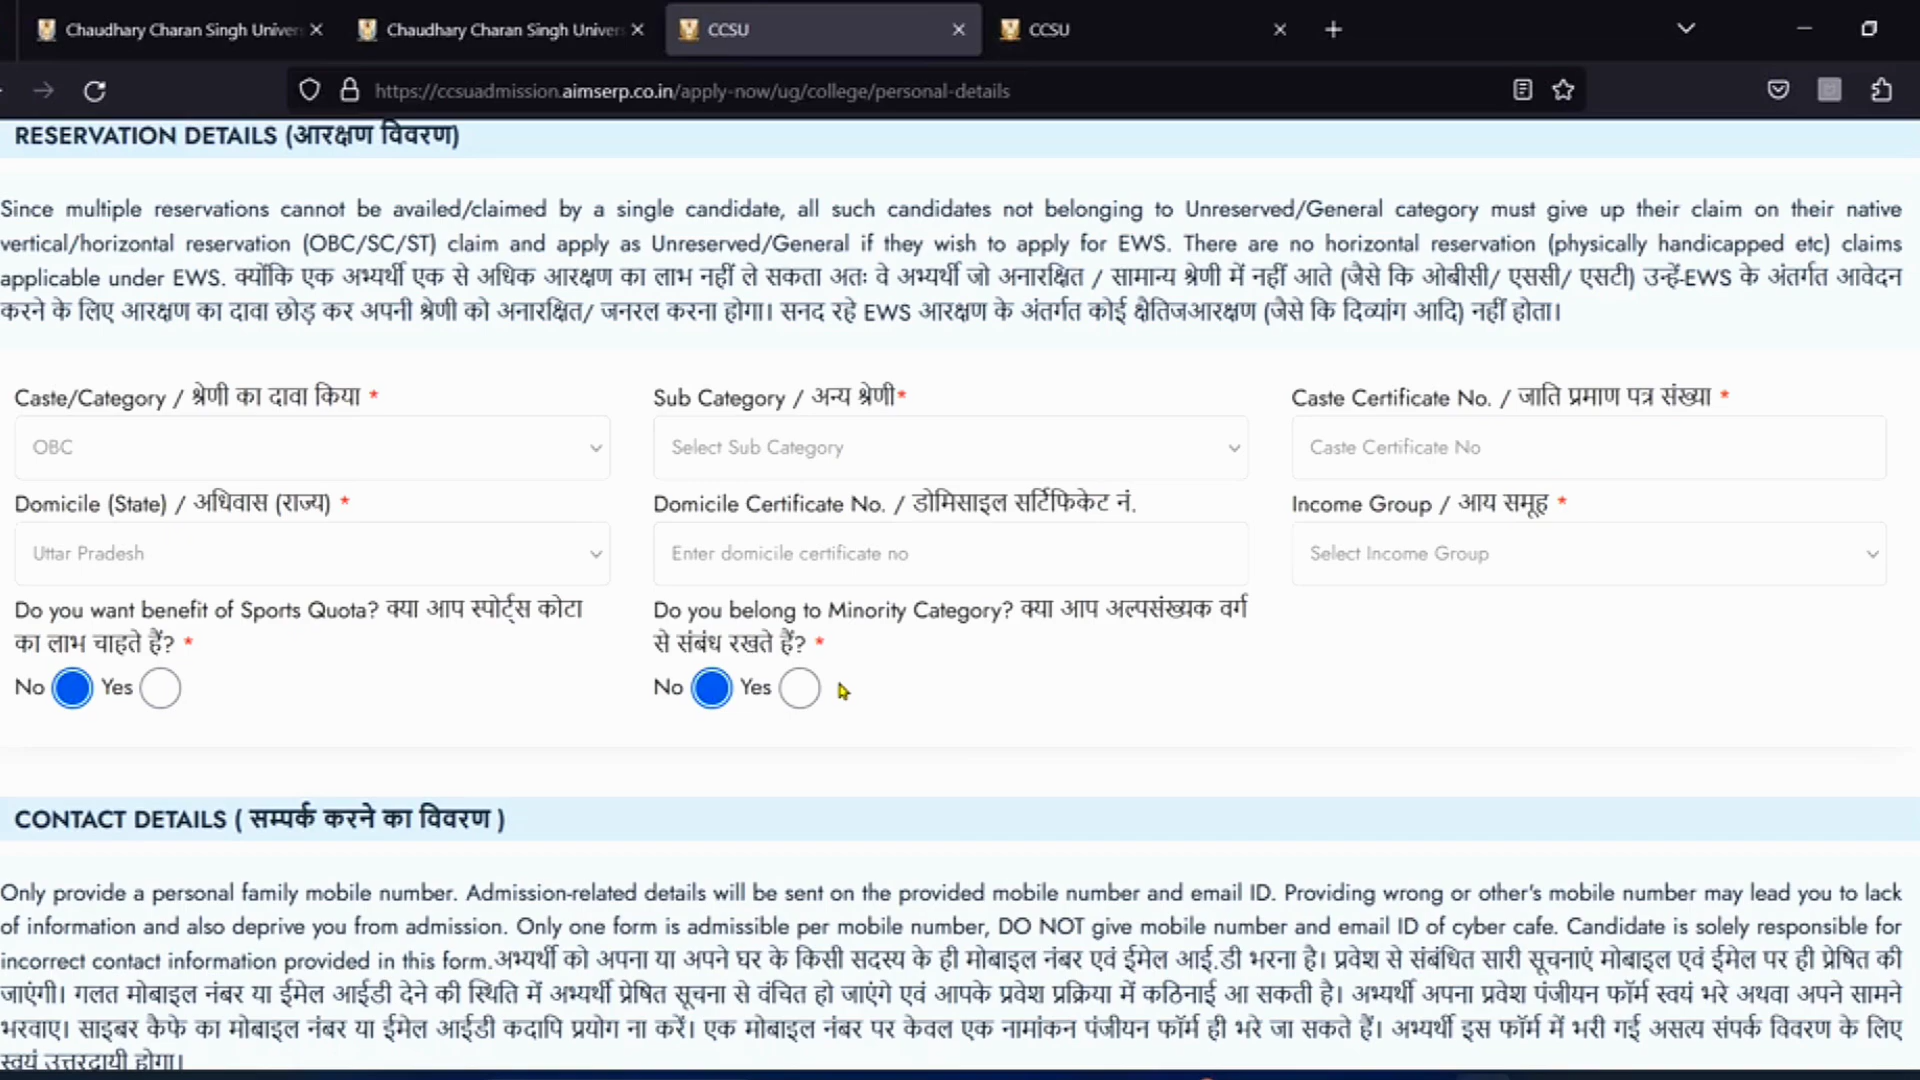 Chaudhary Charan Singh Univers
Chaudhary Charan Singh Univers
CCSU
CCSU
https://ccsuadmission.aimserp.co.in/apply-now/ug/college/personal-details
RESERVATION DETAILS (आरक्षण विवरण)
Since multiple reservations cannot be availed/claimed by a single candidate, all such candidates not belonging to Unreserved/General category must give up their claim on their native
vertical/horizontal reservation (OBC/SC/ST) claim and apply as Unreserved/General if they wish to apply for EWS. There are no horizontal reservation (physically handicapped etc) claims
applicable under EWS. क्योंकि एक अभ्यर्थी एक से अधिक आरक्षण का लाभ नहीं ले सकता अतः वे अभ्यर्थी जो अनारक्षित / सामान्य श्रेणी में नहीं आते (जैसे कि ओबीसी/ एससी/ एसटी) उन्हें-EWS के अंतर्गत आवेदन
करने के लिए आरक्षण का दावा छोड़ कर अपनी श्रेणी को अनारक्षित/ जनरल करना होगा। सनद रहे EWS आरक्षण के अंतर्गत कोई क्षैतिजआरक्षण (जैसे कि दिव्यांग आदि) नहीं होता।
Caste/Category / श्रेणी का दावा किया *
Sub Category / अन्य श्रेणी*
Caste Certificate No. / जाति प्रमाण पत्र संख्या *
OBC
Select Sub Category
Caste Certificate No
Domicile (State) / अधिवास (राज्य) *
Domicile Certificate No. / डोमिसाइल सर्टिफिकेट नं.
Income Group / आय समूह *
Uttar Pradesh
Enter domicile certificate no
Select Income Group
Do you want benefit of Sports Quota? क्या आप स्पोर्ट्स कोटा
का लाभ चाहते हैं? *
Do you belong to Minority Category? क्या आप अल्पसंख्यक वर्ग
से संबंध रखते हैं? *
No Yes
No Yes
CONTACT DETAILS ( सम्पर्क करने का विवरण )
Only provide a personal family mobile number. Admission-related details will be sent on the provided mobile number and email ID. Providing wrong or other's mobile number may lead you to lack
of information and also deprive you from admission. Only one form is admissible per mobile number, DO NOT give mobile number and email ID of cyber cafe. Candidate is solely responsible for
incorrect contact information provided in this form.अभ्यर्थी को अपना या अपने घर के किसी सदस्य के ही मोबाइल नंबर एवं ईमेल आई.डी भरना है। प्रवेश से संबंधित सारी सूचनाएं मोबाइल एवं ईमेल पर ही प्रेषित की
जाएंगी। गलत मोबाइल नंबर या ईमेल आईडी देने की स्थिति में अभ्यर्थी प्रेषित सूचना से वंचित हो जाएंगे एवं आपके प्रवेश प्रक्रिया में कठिनाई आ सकती है। अभ्यर्थी अपना प्रवेश पंजीयन फॉर्म स्वयं भरे अथवा अपने सामने
भरवाए। साइबर कैफे का मोबाइल नंबर या ईमेल आईडी कदापि प्रयोग ना करें। एक मोबाइल नंबर पर केवल एक नामांकन पंजीयन फॉर्म ही भरे जा सकते हैं। अभ्यर्थी इस फॉर्म में भरी गई असत्य संपर्क विवरण के लिए
स्वयं उत्तरदायी होगा।